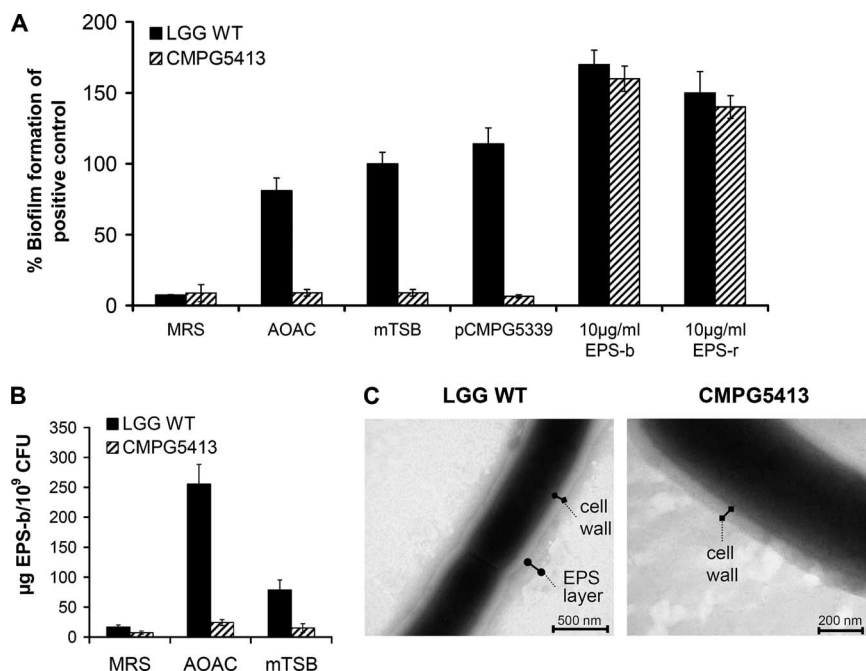 A
% Biofilm formation of
positive control
200
150
100
50
0
LGG WT
CMPG5413
MRS
AOAC
mTSB
pCMPG5339
10µg/ml
EPS-b
10µg/ml
EPS-r
B
µg EPS-b/10⁹ CFU
350
300
250
200
150
100
50
0
LGG WT
CMPG5413
MRS
AOAC
mTSB
C
LGG WT
cell
wall
EPS
layer
500 nm
CMPG5413
cell
wall
200 nm